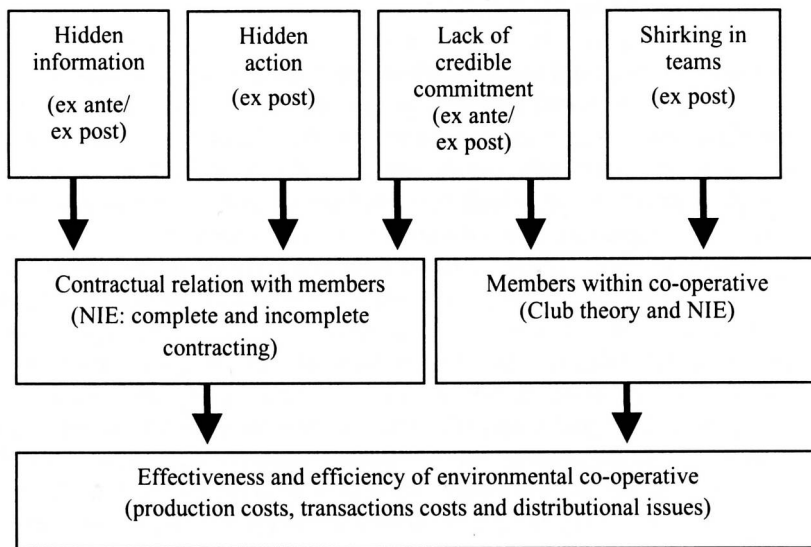 Hidden
information
(ex ante/
ex post)
Hidden
action
(ex post)
Lack of
credible
commitment
(ex ante/
ex post)
Shirking in
teams
(ex post)
Contractual relation with members
(NIE: complete and incomplete
contracting)
Members within co-operative
(Club theory and NIE)
Effectiveness and efficiency of environmental co-operative
(production costs, transactions costs and distributional issues)